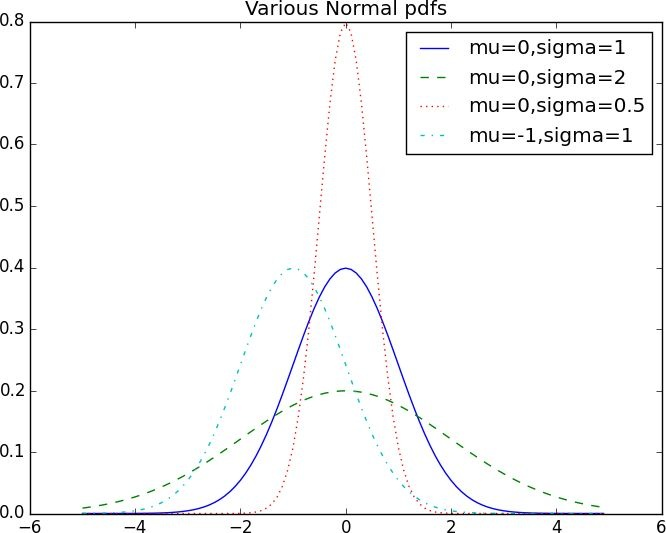 Various Normal pdfs
0.8
0.7
0.6
0.5
0.4
0.3
0.2
0.1
0.0
mu=0,sigma=1
mu=0,sigma=2
mu=0,sigma=0.5
mu=-1,sigma=1
−6 −4 −2 0 2 4 6